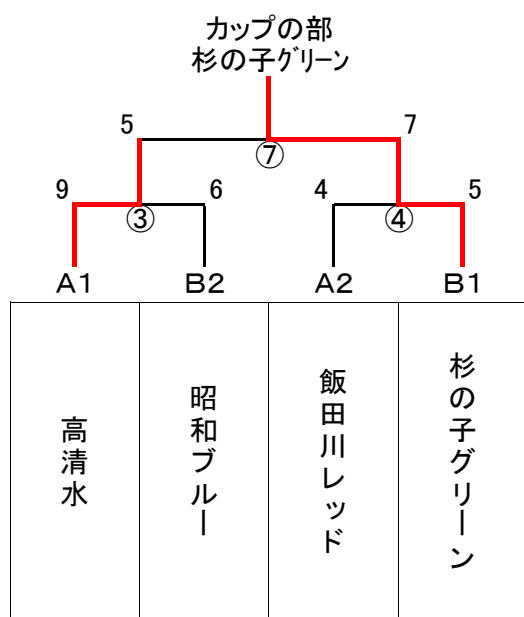 カップの部
杉の子グリーン
5 7
⑦
9 6 4 5
③ ④
A1 B2 A2 B1
高清水
昭和ブルー
飯田川レッド
杉の子グリーン